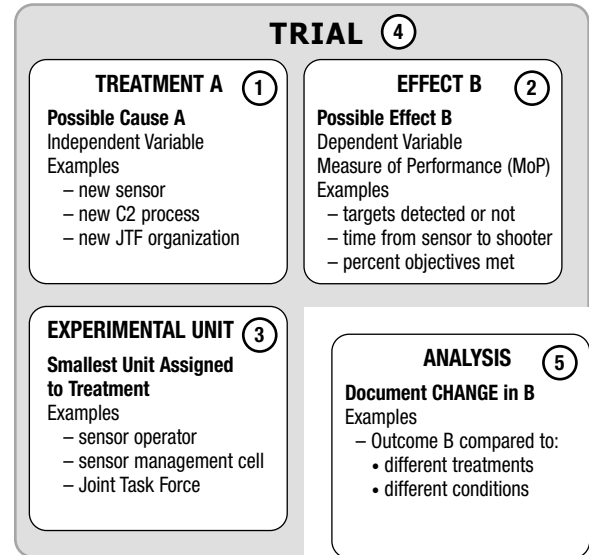 TRIAL 4
TREATMENT A 1
Possible Cause A
Independent Variable
Examples
– new sensor
– new C2 process
– new JTF organization
EFFECT B 2
Possible Effect B
Dependent Variable
Measure of Performance (MoP)
Examples
– targets detected or not
– time from sensor to shooter
– percent objectives met
EXPERIMENTAL UNIT 3
Smallest Unit Assigned
to Treatment
Examples
– sensor operator
– sensor management cell
– Joint Task Force
ANALYSIS 5
Document CHANGE in B
Examples
– Outcome B compared to:
• different treatments
• different conditions